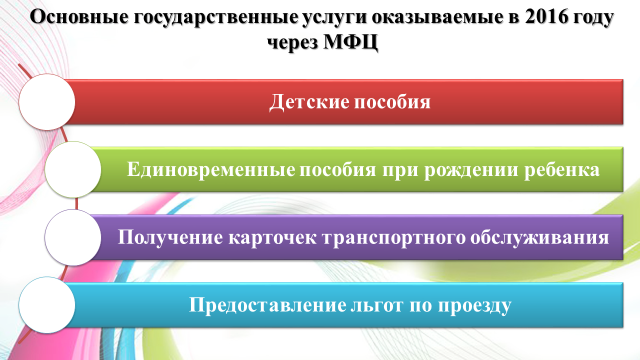 Основные государственные услуги оказываемые в 2016 году
через МФЦ
Детские пособия
Единовременные пособия при рождении ребенка
Получение карточек транспортного обслуживания
Предоставление льгот по проезду